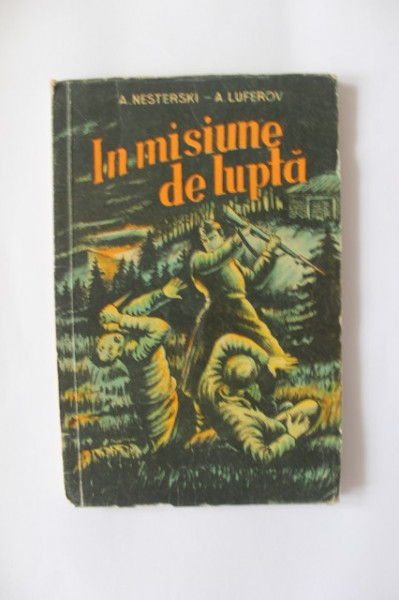 A. NESTERSKI – A. LUFEROV
In misiune
de luptă